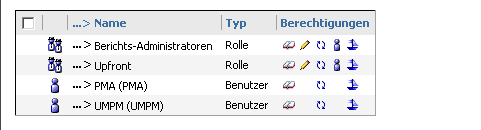 ...> Name Typ Berechtigungen
...> Berichts-Administratoren Rolle
...> Upfront Rolle
...> PMA (PMA) Benutzer
...> UMPM (UMPM) Benutzer